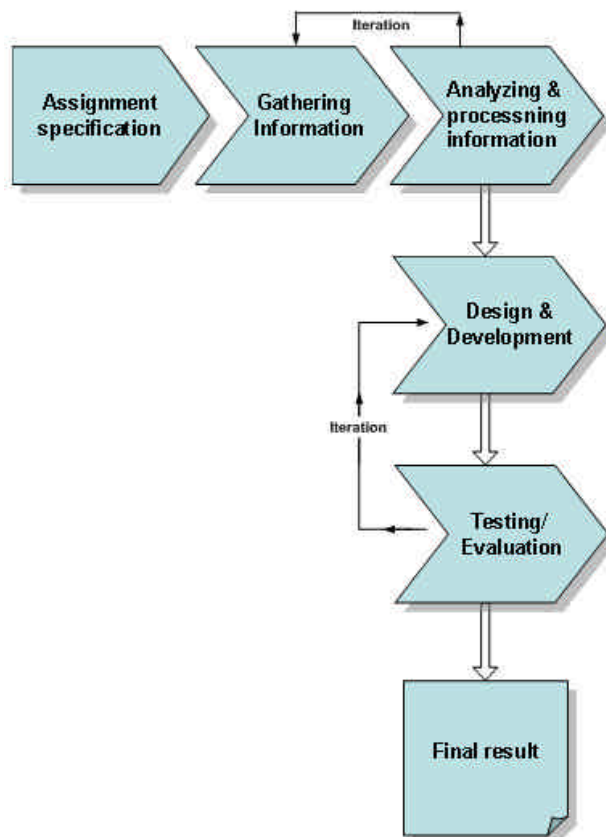 Iteration
Assignment
specification
Gathering
Information
Analyzing &
processning
information
Design &
Development
Iteration
Testing/
Evaluation
Final result